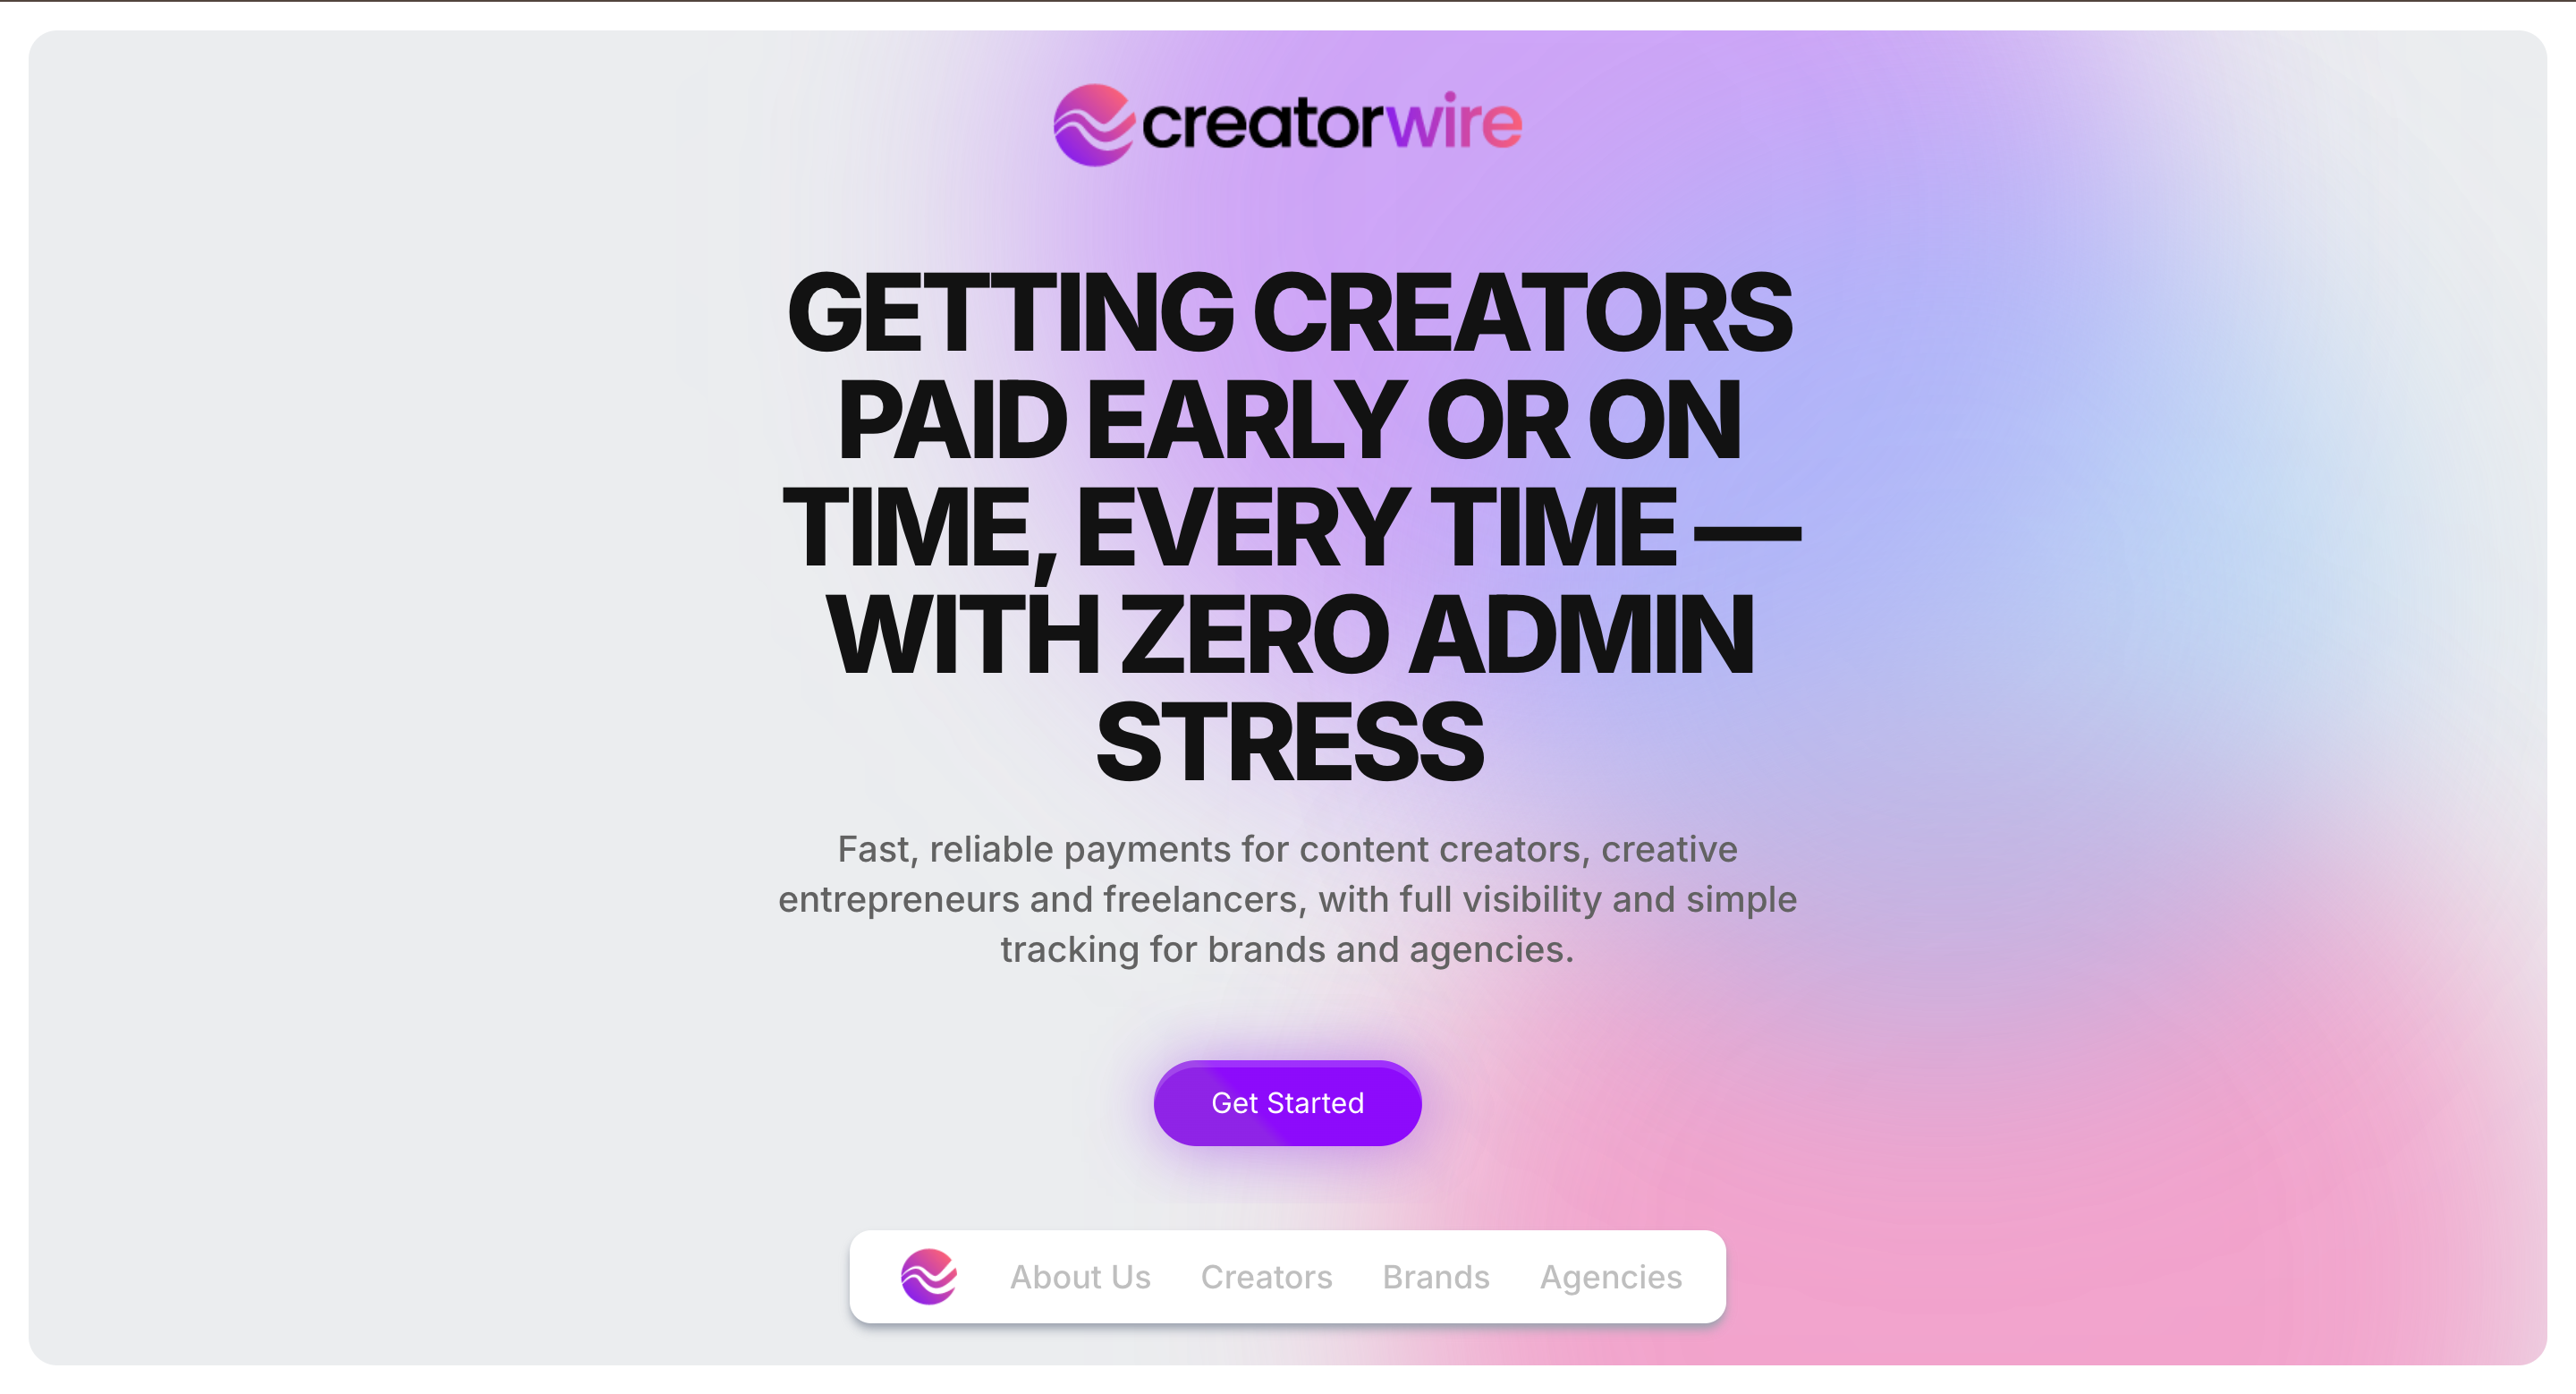 creatorwire
GETTING CREATORS
PAID EARLY OR ON
TIME, EVERY TIME —
WITH ZERO ADMIN
STRESS
Fast, reliable payments for content creators, creative
entrepreneurs and freelancers, with full visibility and simple
tracking for brands and agencies.
Get Started
About Us Creators Brands Agencies